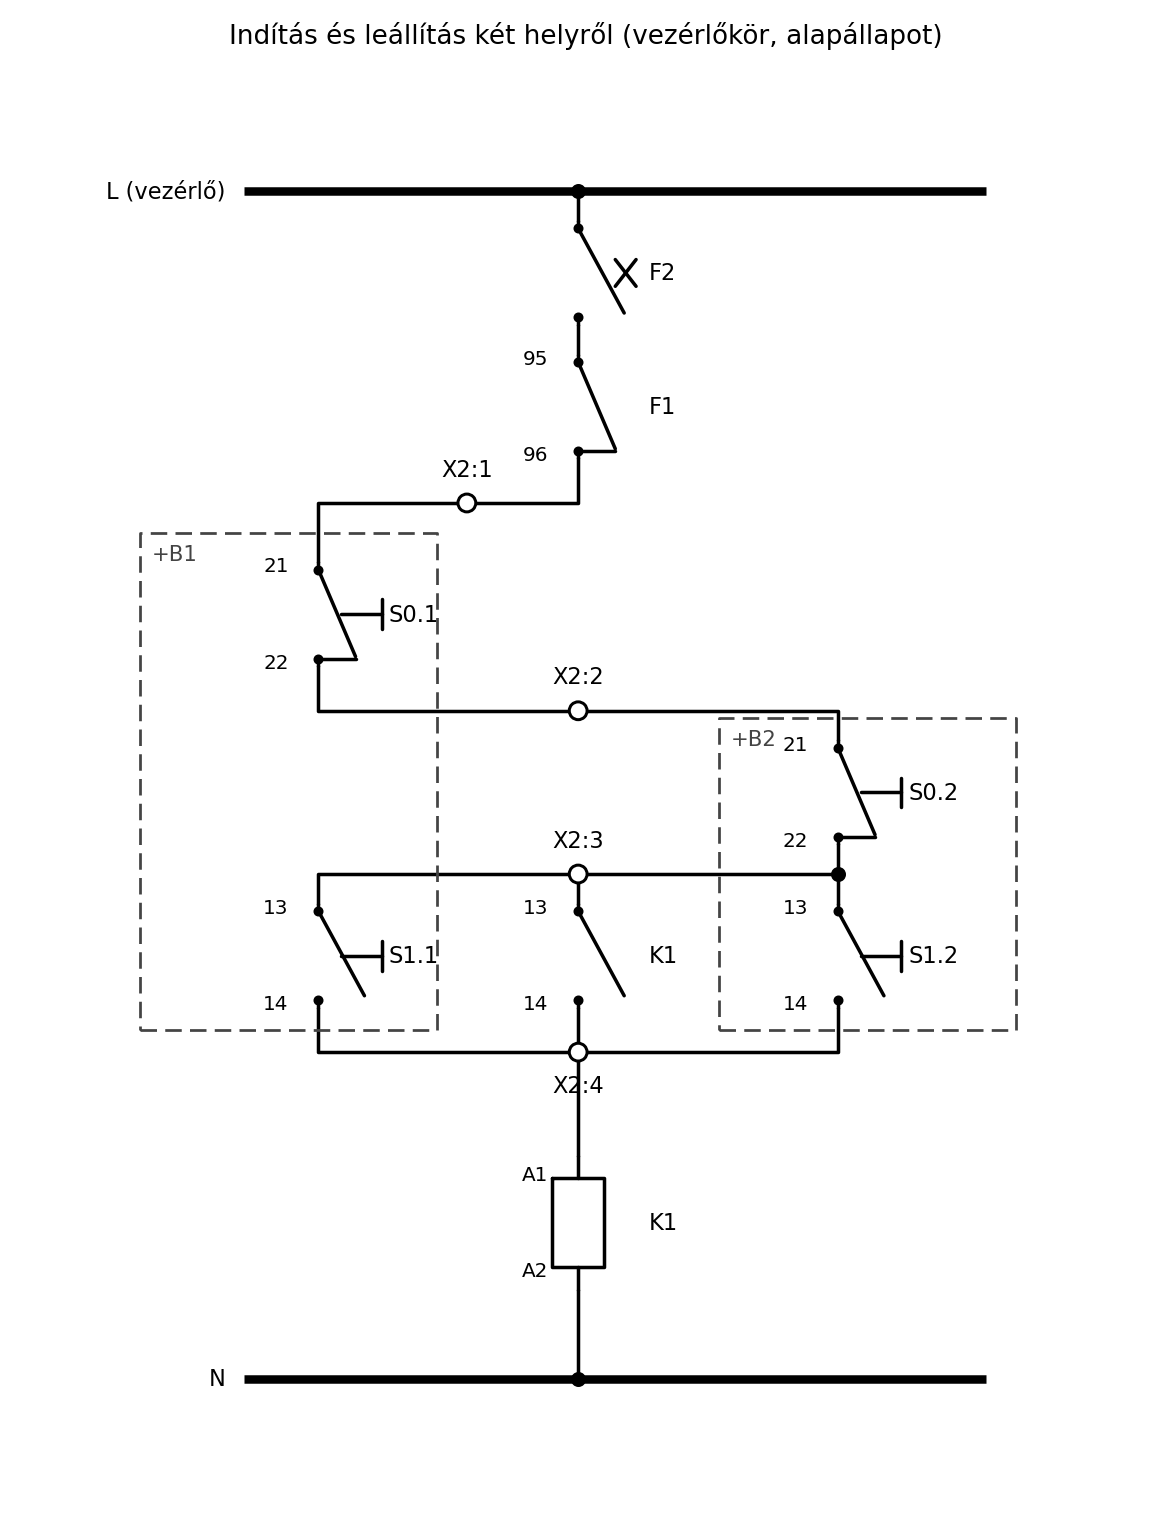 Indítás és leállítás két helyről (vezérlőkör, alapállapot)
L (vezérlő)
F2
95
F1
96
X2:1
+B1
21
S0.1
22
X2:2
+B2
21
S0.2
22
X2:3
13
13
13
S1.1
K1
S1.2
14
14
14
X2:4
A1
K1
A2
N